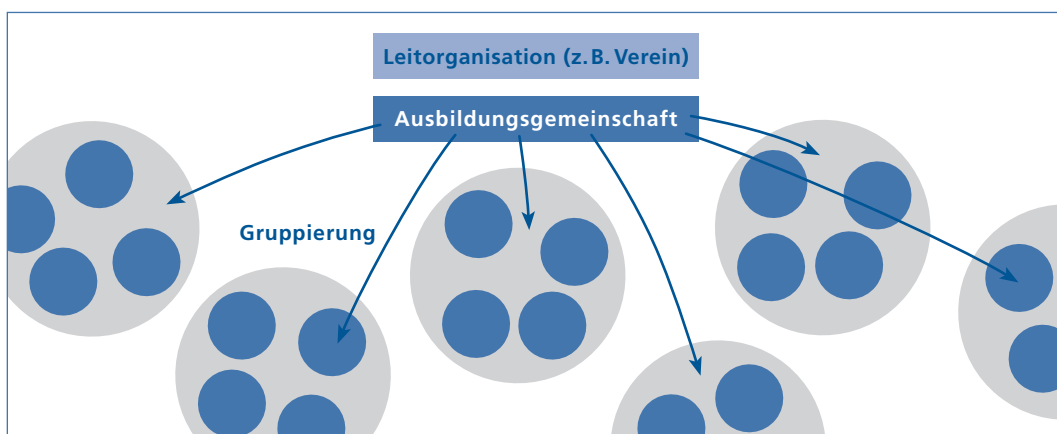 Leitorganisation (z. B. Verein)
Ausbildungsgemeinschaft
Gruppierung